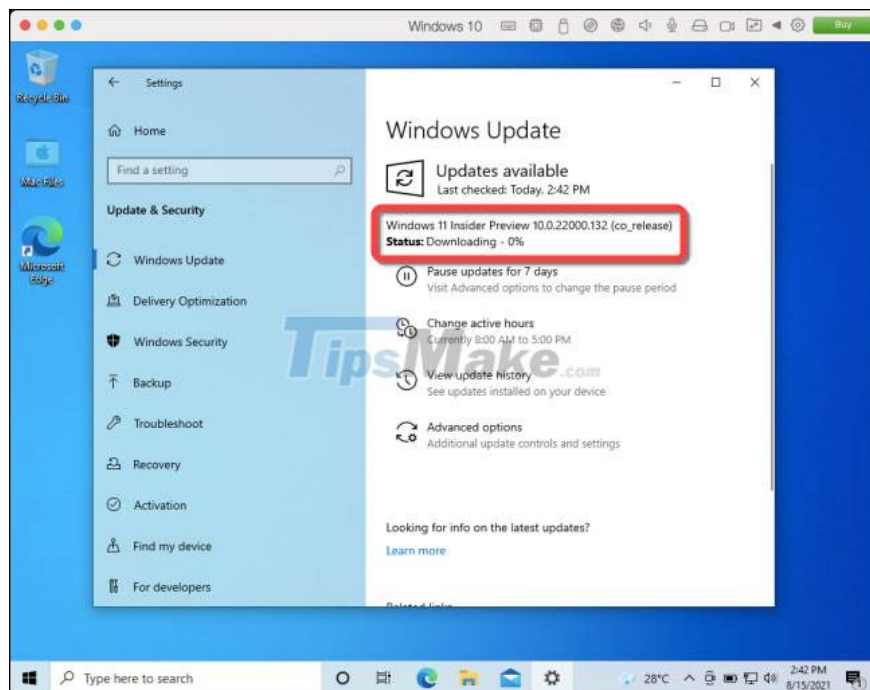 Windows 10
Buy
Recycle Bin
Mac Files
Microsoft
Edge
Settings
Home
Find a setting
Update & Security
Windows Update
Delivery Optimization
Windows Security
Backup
Troubleshoot
Recovery
Activation
Find my device
For developers
Windows Update
Updates available
Last checked: Today, 2:42 PM
Windows 11 Insider Preview 10.0.22000.132 (co_release)
Status: Downloading - 0%
Pause updates for 7 days
Visit Advanced options to change the pause period
Change active hours
Currently 8:00 AM to 5:00 PM
View update history
See updates installed on your device
Advanced options
Additional update controls and settings
Looking for info on the latest updates?
Learn more
Related links
TipsMake.com
Type here to search
28°C
2:42 PM
8/15/2021